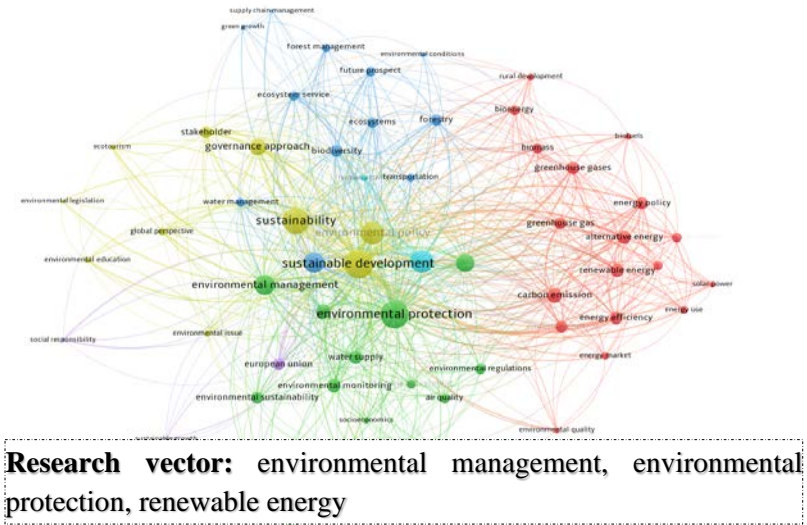 supply chain management
green growth
forest management
environmental conditions
future prospect
rural development
ecosystem service
bioenergy
ecosystems
forestry
stakeholder
biofuels
governance approach
biodiversity
biomass
ecotourism
greenhouse gases
transportation
environmental legislation
water management
energy policy
sustainability
greenhouse gas
global perspective
environmental policy
alternative energy
environmental education
sustainable development
renewable energy
environmental management
solar power
carbon emission
energy use
environmental protection
energy efficiency
environmental issue
social responsibility
energy market
european union
water supply
environmental regulations
environmental monitoring
environmental sustainability
air quality
socioeconomics
environmental quality
Research vector: environmental management, environmental
protection, renewable energy